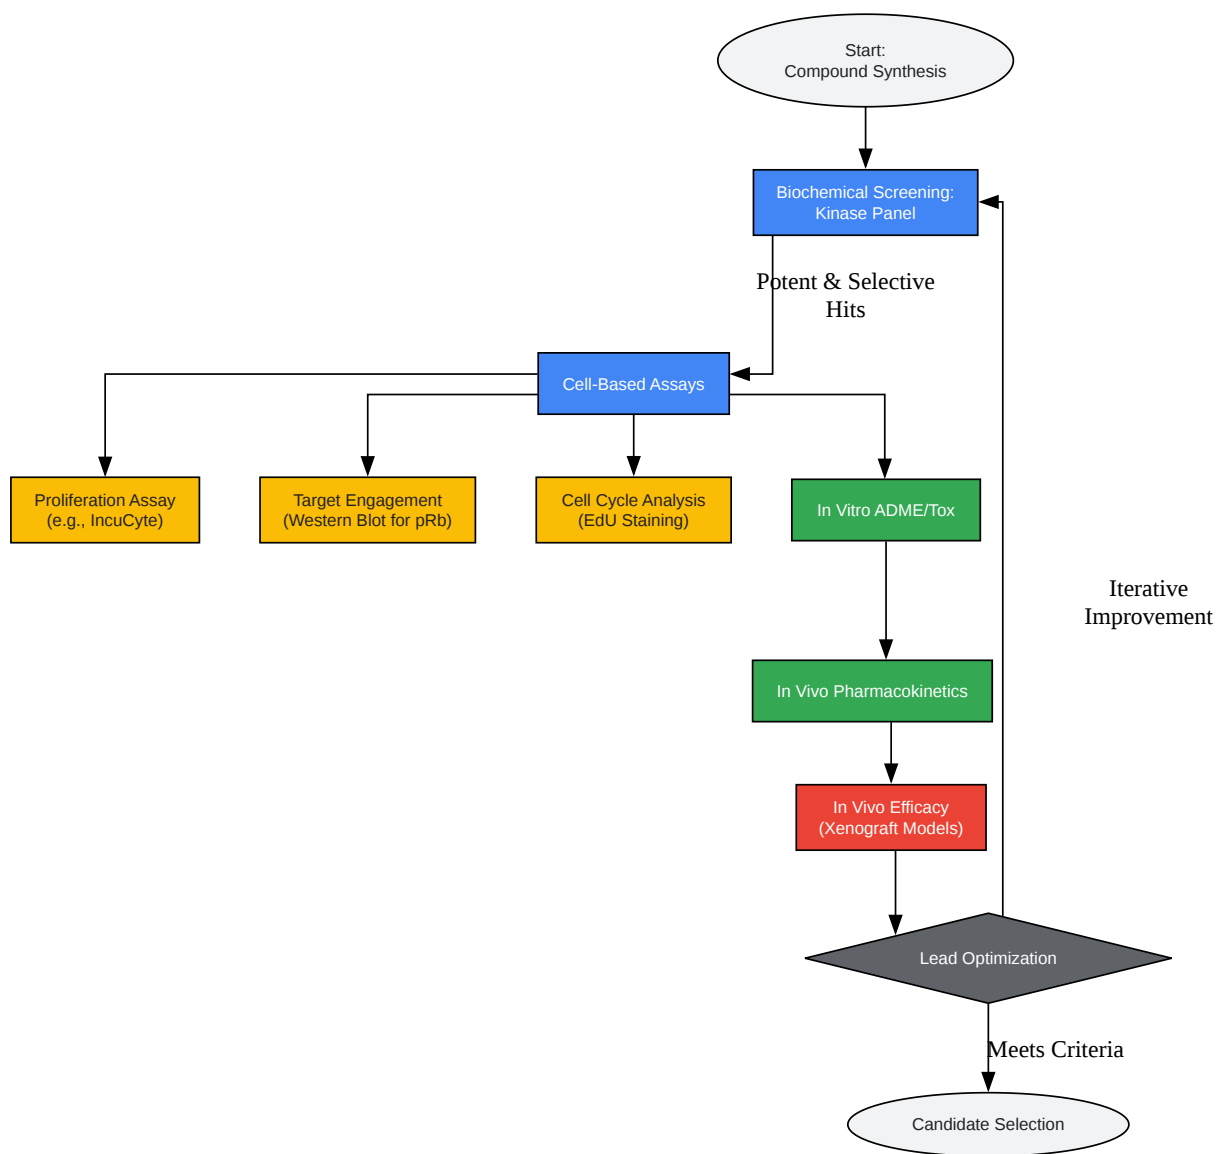 Start:
Compound Synthesis
Biochemical Screening:
Kinase Panel
Potent & Selective
Hits
Cell-Based Assays
Proliferation Assay
(e.g., IncuCyte)
Target Engagement
(Western Blot for pRb)
Cell Cycle Analysis
(EdU Staining)
In Vitro ADME/Tox
Iterative
Improvement
In Vivo Pharmacokinetics
In Vivo Efficacy
(Xenograft Models)
Lead Optimization
Meets Criteria
Candidate Selection